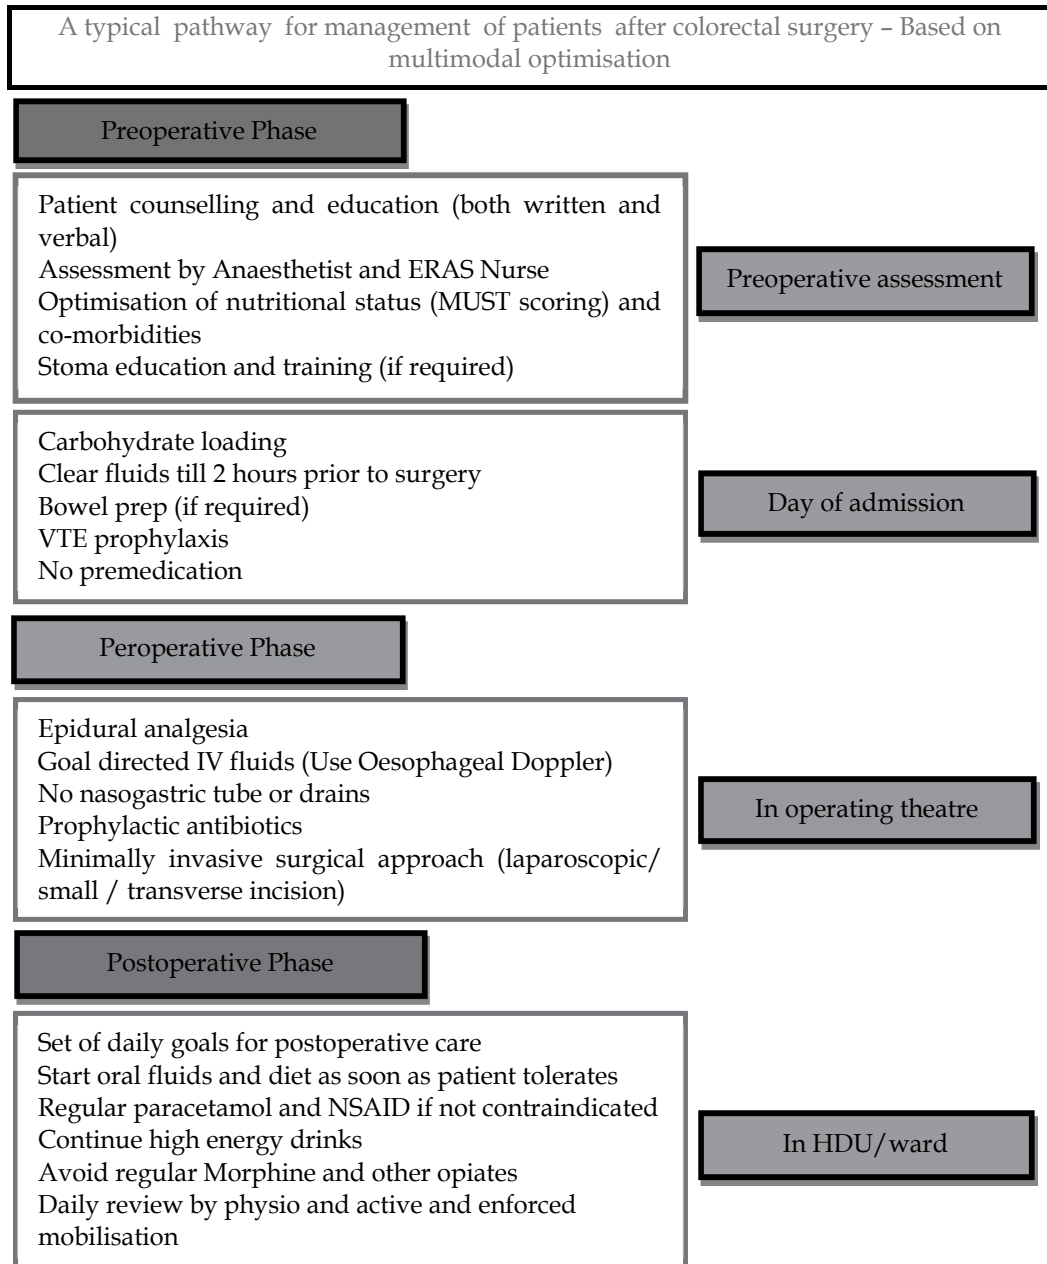 A typical pathway for management of patients after colorectal surgery – Based on
multimodal optimisation
Preoperative Phase
Patient counselling and education (both written and
verbal)
Assessment by Anaesthetist and ERAS Nurse
Optimisation of nutritional status (MUST scoring) and
co-morbidities
Stoma education and training (if required)
Preoperative assessment
Carbohydrate loading
Clear fluids till 2 hours prior to surgery
Bowel prep (if required)
VTE prophylaxis
No premedication
Day of admission
Peroperative Phase
Epidural analgesia
Goal directed IV fluids (Use Oesophageal Doppler)
No nasogastric tube or drains
Prophylactic antibiotics
Minimally invasive surgical approach (laparoscopic/
small / transverse incision)
In operating theatre
Postoperative Phase
Set of daily goals for postoperative care
Start oral fluids and diet as soon as patient tolerates
Regular paracetamol and NSAID if not contraindicated
Continue high energy drinks
Avoid regular Morphine and other opiates
Daily review by physio and active and enforced
mobilisation
In HDU/ward